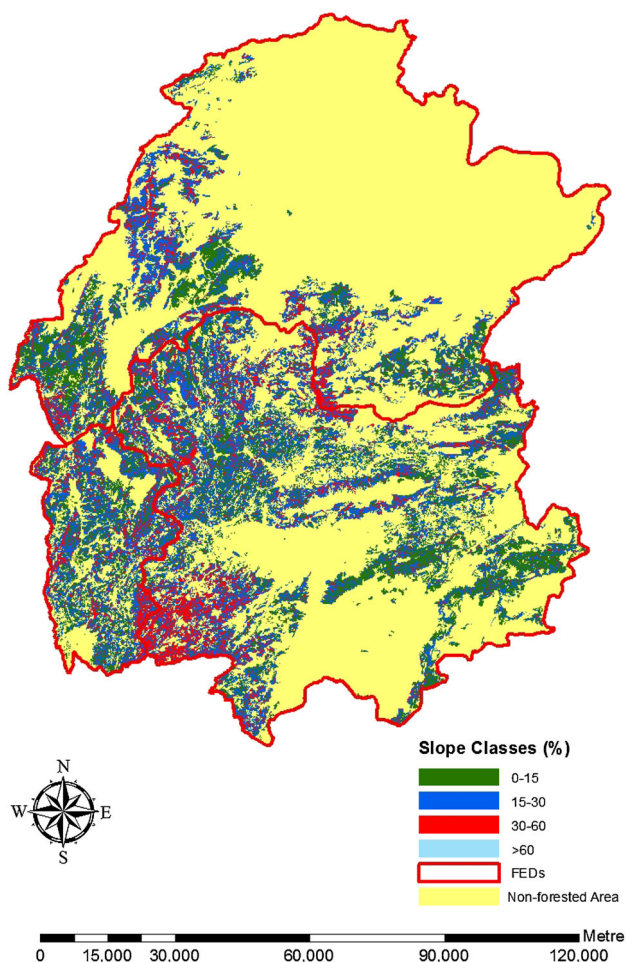 Slope Classes (%)
0-15
15-30
30-60
>60
FEDs
Non-forested Area
N
W E
S
Metre
0 15,000 30.000 60.000 90.000 120.000